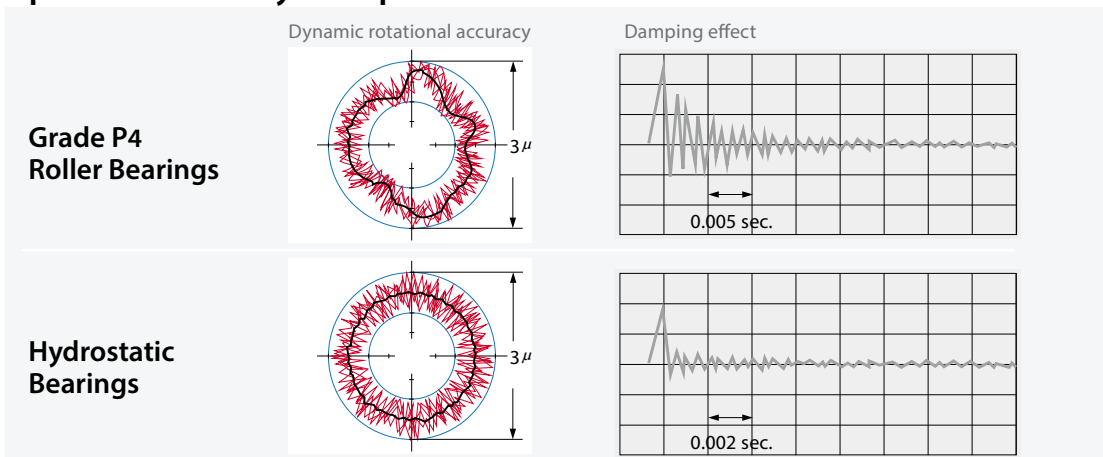 Dynamic rotational accuracy
Damping effect
Grade P4
Roller Bearings
3μ
0.005 sec.
Hydrostatic
Bearings
3μ
0.002 sec.